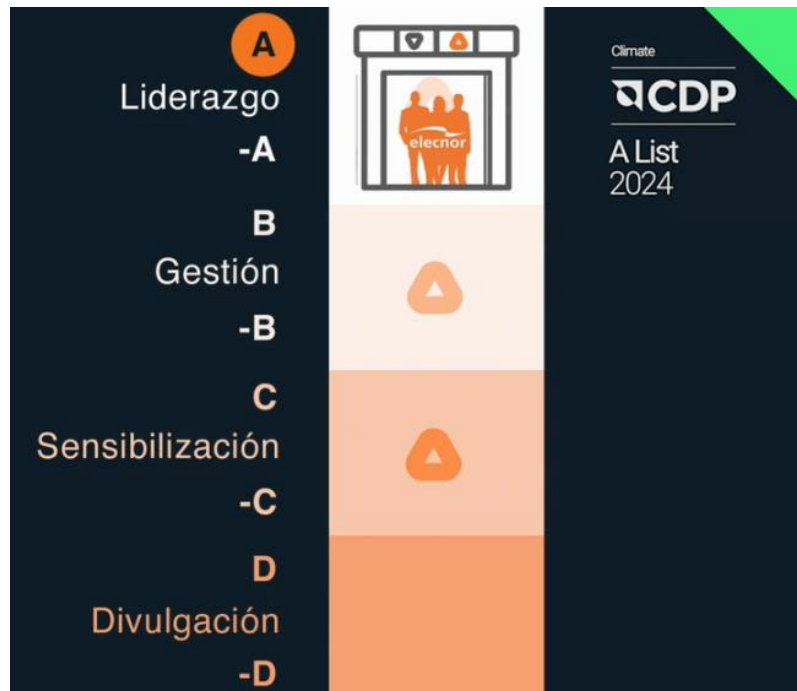 A
Liderazgo
-A
B
Gestión
-B
C
Sensibilización
-C
D
Divulgación
-D
elecnor
Climate
CDP
A List
2024